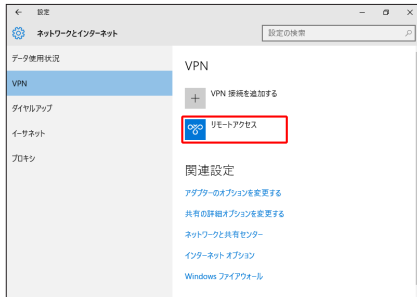 設定
ネットワークとインターネット
設定の検索
データ使用状況
VPN
ダイヤルアップ
イーサネット
プロキシ
VPN
VPN 接続を追加する
リモートアクセス
関連設定
アダプターのオプションを変更する
共有の詳細オプションを変更する
ネットワークと共有センター
インターネット オプション
Windows ファイアウォール